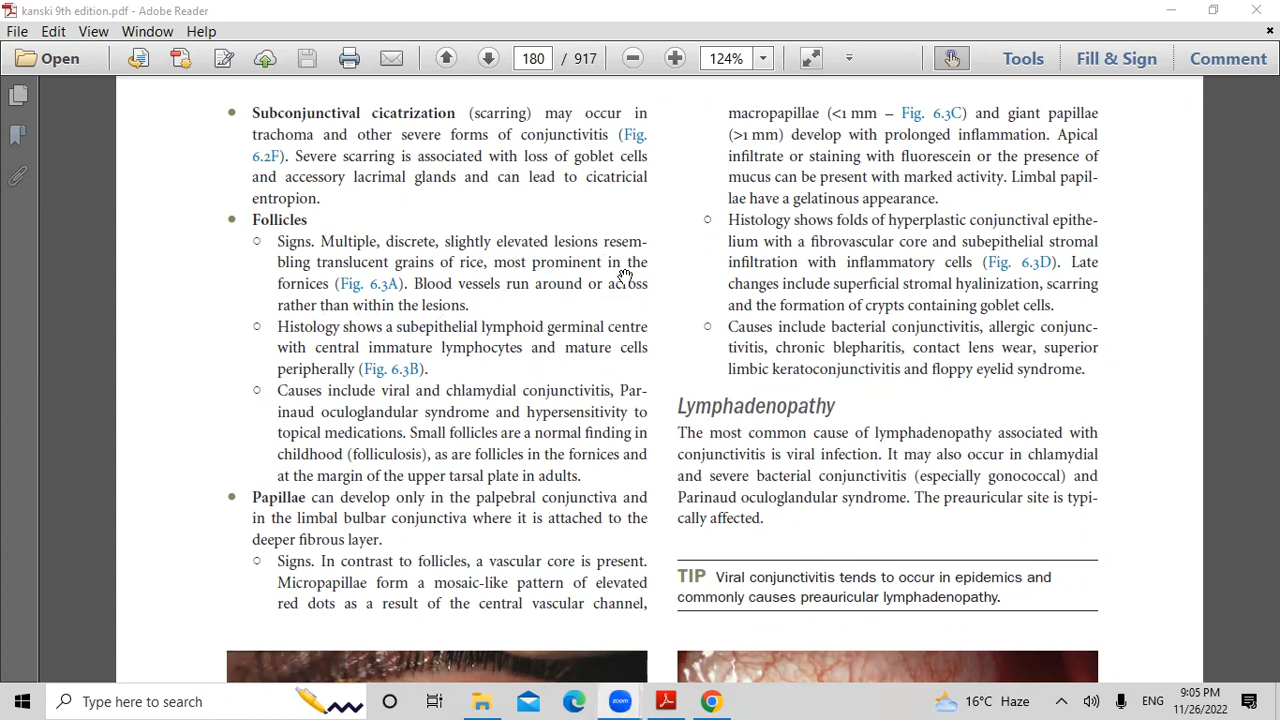 kanski 9th edition.pdf - Adobe Reader
File Edit View Window Help
Open 180 / 917 124% Tools Fill & Sign Comment
Subconjunctival cicatrization (scarring) may occur in
trachoma and other severe forms of conjunctivitis (Fig.
6.2F). Severe scarring is associated with loss of goblet cells
and accessory lacrimal glands and can lead to cicatricial
entropion.
Follicles
Signs. Multiple, discrete, slightly elevated lesions resem-
bling translucent grains of rice, most prominent in the
fornices (Fig. 6.3A). Blood vessels run around or across
rather than within the lesions.
Histology shows a subepithelial lymphoid germinal centre
with central immature lymphocytes and mature cells
peripherally (Fig. 6.3B).
Causes include viral and chlamydial conjunctivitis, Par-
inaud oculoglandular syndrome and hypersensitivity to
topical medications. Small follicles are a normal finding in
childhood (folliculosis), as are follicles in the fornices and
at the margin of the upper tarsal plate in adults.
Papillae can develop only in the palpebral conjunctiva and
in the limbal bulbar conjunctiva where it is attached to the
deeper fibrous layer.
Signs. In contrast to follicles, a vascular core is present.
Micropapillae form a mosaic-like pattern of elevated
red dots as a result of the central vascular channel,
macropapillae (<1 mm – Fig. 6.3C) and giant papillae
(>1 mm) develop with prolonged inflammation. Apical
infiltrate or staining with fluorescein or the presence of
mucus can be present with marked activity. Limbal papil-
lae have a gelatinous appearance.
Histology shows folds of hyperplastic conjunctival epithe-
lium with a fibrovascular core and subepithelial stromal
infiltration with inflammatory cells (Fig. 6.3D). Late
changes include superficial stromal hyalinization, scarring
and the formation of crypts containing goblet cells.
Causes include bacterial conjunctivitis, allergic conjunc-
tivitis, chronic blepharitis, contact lens wear, superior
limbic keratoconjunctivitis and floppy eyelid syndrome.
Lymphadenopathy
The most common cause of lymphadenopathy associated with
conjunctivitis is viral infection. It may also occur in chlamydial
and severe bacterial conjunctivitis (especially gonococcal) and
Parinaud oculoglandular syndrome. The preauricular site is typi-
cally affected.
TIP Viral conjunctivitis tends to occur in epidemics and
commonly causes preauricular lymphadenopathy.
Type here to search zoom 16°C Haze ENG 9:05 PM
11/26/2022